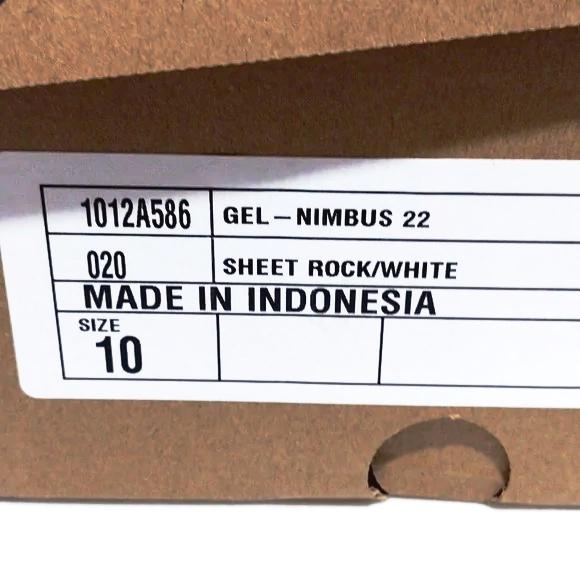 1012A586 GEL-NIMBUS 22
020 SHEET ROCK/WHITE
MADE IN INDONESIA
SIZE
10